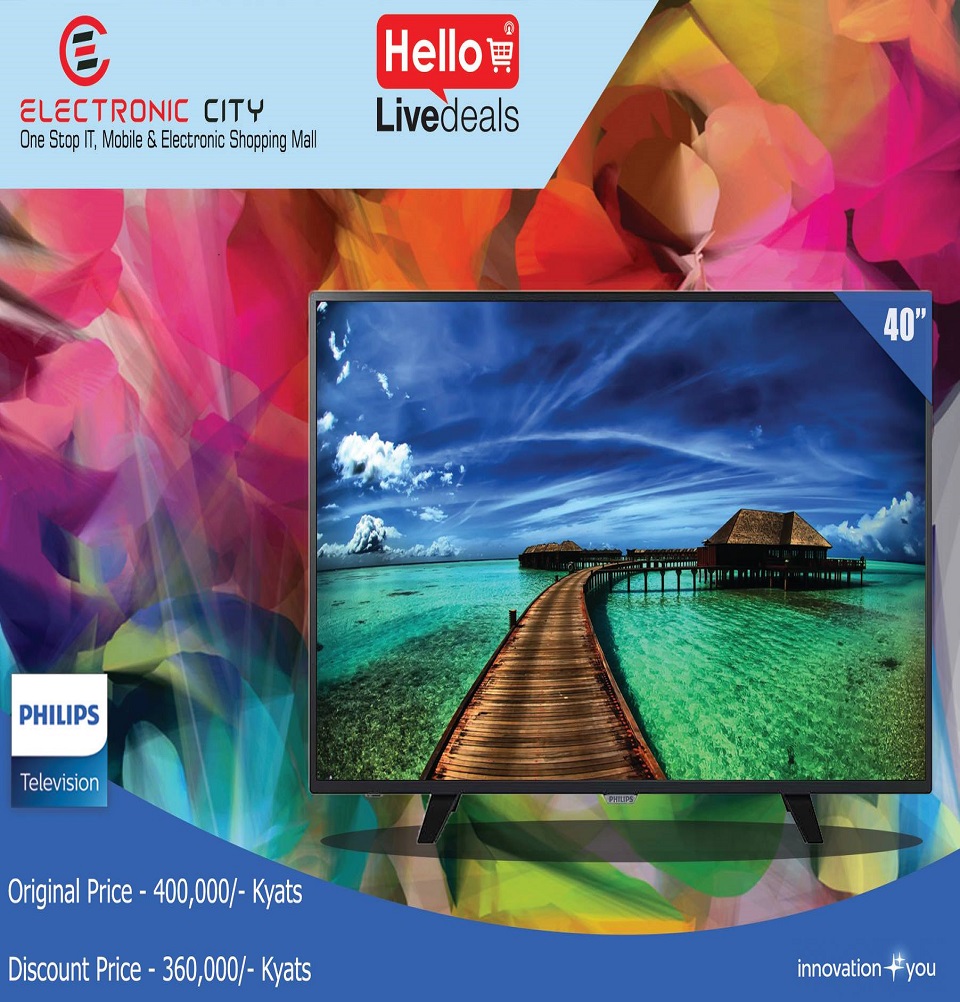 ELECTRONIC CITY
One Stop IT, Mobile & Electronic Shopping Mall
Hello
Livedeals
40”
PHILIPS
Television
PHILIPS
Original Price - 400,000/- Kyats
Discount Price - 360,000/- Kyats
innovation you